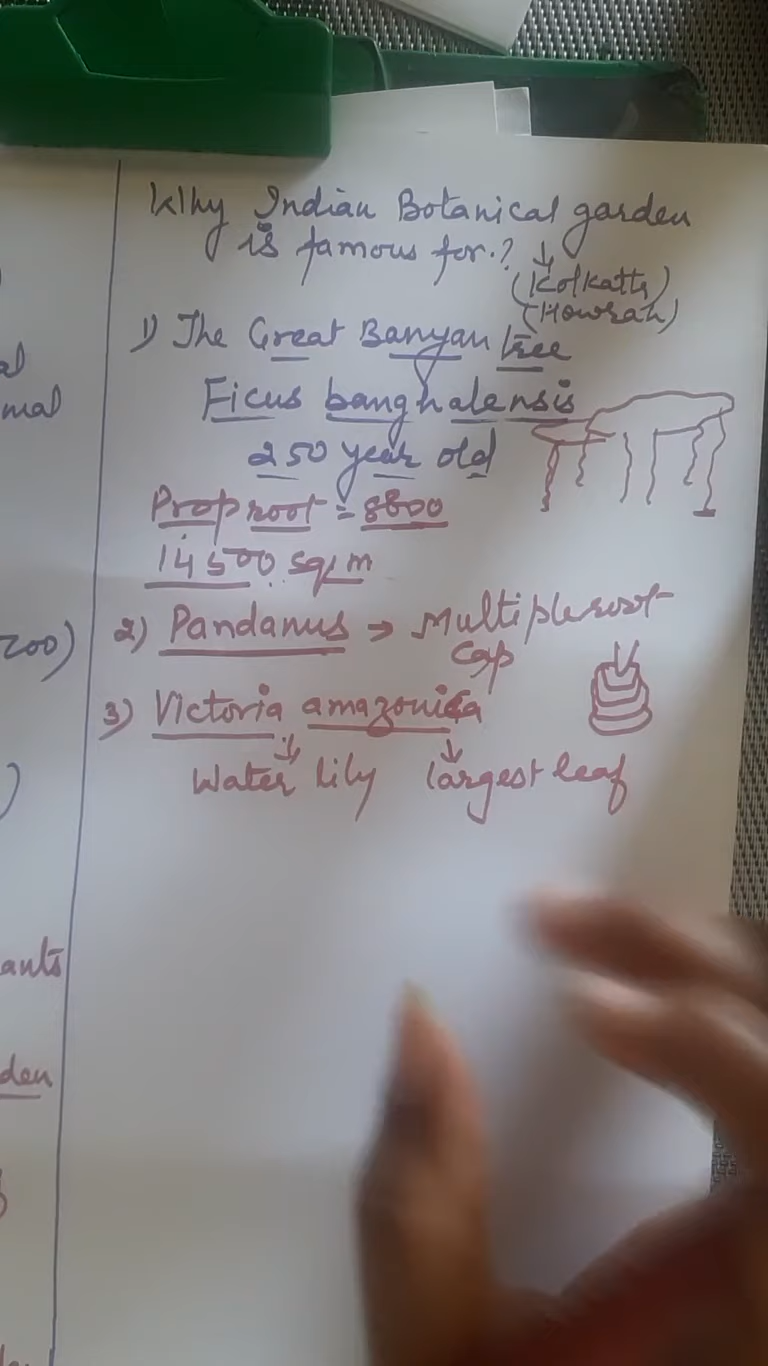 al
mal
200)
)
ants
den
Why Indian Botanical garden
is famous for.?
↓
(Kolkatta)
(Howrah)
1) The Great Banyan tree
Ficus banghalensis
250 year old
Prop root = 8800
14500 sq.m
2) Pandanus → Multiple root
cap
3) Victoria amazonica
↓ ↓
Water lily largest leaf